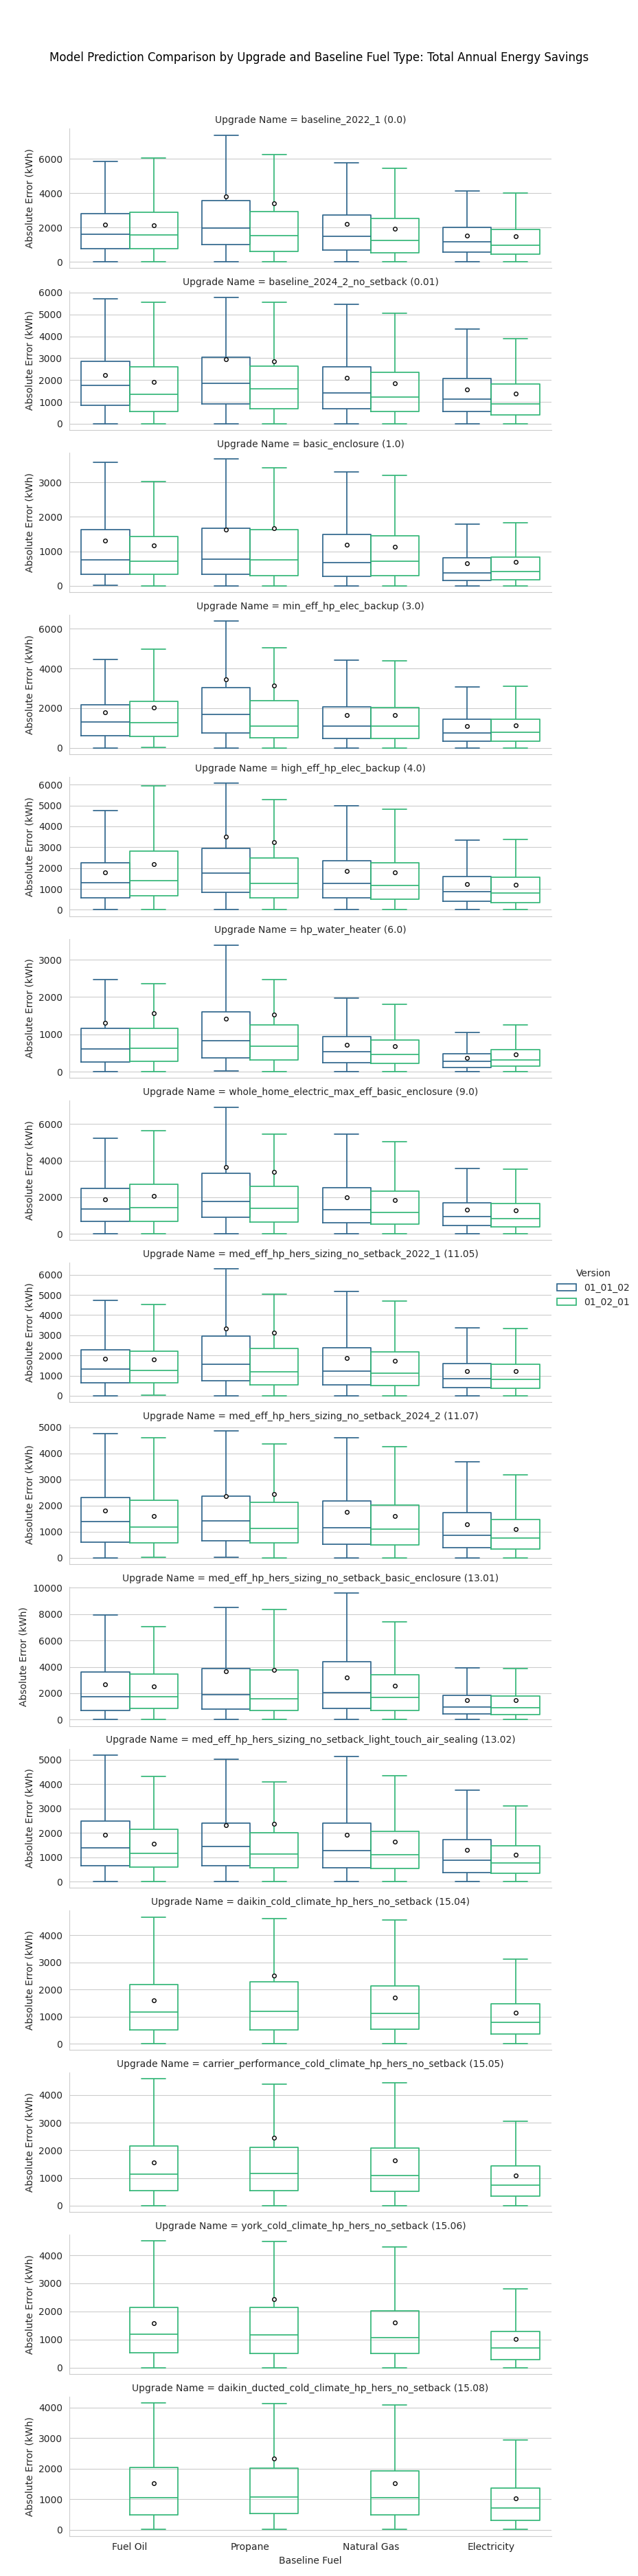 Model Prediction Comparison by Upgrade and Baseline Fuel Type: Total Annual Energy Savings
Upgrade Name = baseline_2022_1 (0.0)
6000
4000
2000
0
Absolute Error (kWh)
Upgrade Name = baseline_2024_2_no_setback (0.01)
6000
5000
4000
3000
2000
1000
0
Absolute Error (kWh)
Upgrade Name = basic_enclosure (1.0)
3000
2000
1000
0
Absolute Error (kWh)
Upgrade Name = min_eff_hp_elec_backup (3.0)
6000
4000
2000
0
Absolute Error (kWh)
Upgrade Name = high_eff_hp_elec_backup (4.0)
6000
5000
4000
3000
2000
1000
0
Absolute Error (kWh)
Upgrade Name = hp_water_heater (6.0)
3000
2000
1000
0
Absolute Error (kWh)
Upgrade Name = whole_home_electric_max_eff_basic_enclosure (9.0)
6000
4000
2000
0
Absolute Error (kWh)
Upgrade Name = med_eff_hp_hers_sizing_no_setback_2022_1 (11.05)
6000
5000
4000
3000
2000
1000
0
Absolute Error (kWh)
Version
01_01_02
01_02_01
Upgrade Name = med_eff_hp_hers_sizing_no_setback_2024_2 (11.07)
5000
4000
3000
2000
1000
0
Absolute Error (kWh)
Upgrade Name = med_eff_hp_hers_sizing_no_setback_basic_enclosure (13.01)
10000
8000
6000
4000
2000
0
Absolute Error (kWh)
Upgrade Name = med_eff_hp_hers_sizing_no_setback_light_touch_air_sealing (13.02)
5000
4000
3000
2000
1000
0
Absolute Error (kWh)
Upgrade Name = daikin_cold_climate_hp_hers_no_setback (15.04)
4000
3000
2000
1000
0
Absolute Error (kWh)
Upgrade Name = carrier_performance_cold_climate_hp_hers_no_setback (15.05)
4000
3000
2000
1000
0
Absolute Error (kWh)
Upgrade Name = york_cold_climate_hp_hers_no_setback (15.06)
4000
3000
2000
1000
0
Absolute Error (kWh)
Upgrade Name = daikin_ducted_cold_climate_hp_hers_no_setback (15.08)
4000
3000
2000
1000
0
Absolute Error (kWh)
Fuel Oil Propane Natural Gas Electricity
Baseline Fuel